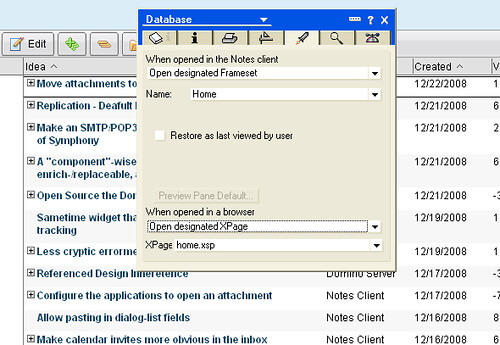 Database
Edit
When opened in the Notes client
Open designated Frameset
Name: Home
Restore as last viewed by user
Preview Pane Default...
When opened in a browser
Open designated XPage
XPage home.xsp
Idea Created V
Move attachments to 12/22/2008 1
Replication - Deafult 12/21/2008 6
Make an SMTP/POP3 12/21/2008 6
of Symphony
A "component"-wise 12/21/2008 6
enrich-/replaceable, a
Open Source the Dom 12/21/2008 -3
Sametime widget tha 12/19/2008 1
tracking
Less cryptic errorme 12/19/2008 1
Referenced Design Imheretence Domino Server 12/17/2008 -3
Configure the applications to open an attachment Notes Client 12/17/2008 -7
Allow pasting in dialog-list fields Notes Client 12/16/2008 8
Make calendar invites more obvious in the inbox Notes Client 12/16/2008